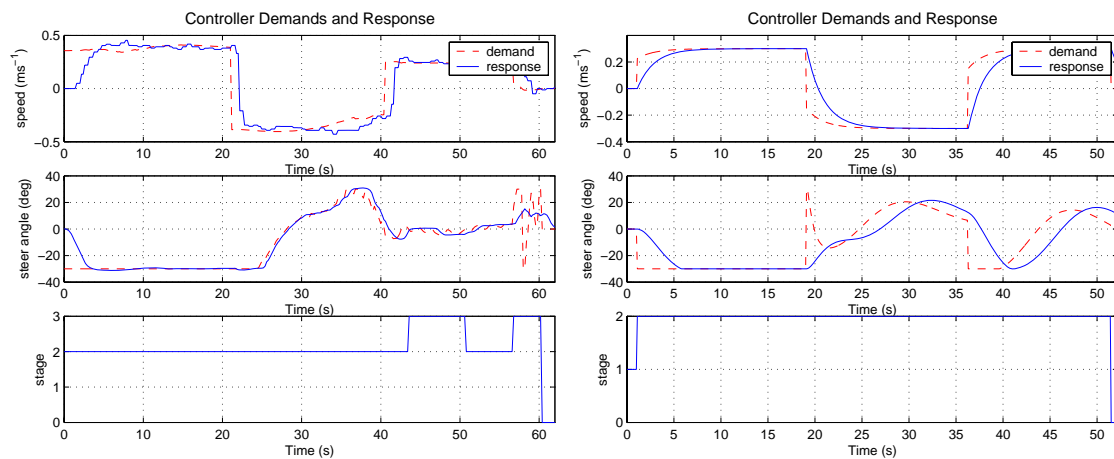 Controller Demands and Response
0.5
0
−0.5
speed (ms⁻¹)
demand
response
0 10 20 30 40 50 60
Time (s)
40
20
0
−20
−40
steer angle (deg)
0 10 20 30 40 50 60
Time (s)
3
2
1
0
stage
0 10 20 30 40 50 60
Time (s)
Controller Demands and Response
0.2
0
−0.2
−0.4
speed (ms⁻¹)
demand
response
0 5 10 15 20 25 30 35 40 45 50
Time (s)
40
20
0
−20
−40
steer angle (deg)
0 5 10 15 20 25 30 35 40 45 50
Time (s)
2
1
0
stage
0 5 10 15 20 25 30 35 40 45 50
Time (s)